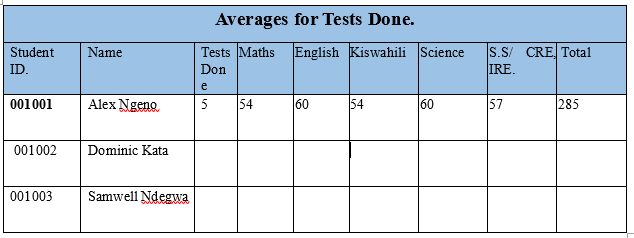 Averages for Tests Done.
Student ID. Name Tests Done Maths English Kiswahili Science S.S/ CRE, IRE. Total
001001 Alex Ngeno 5 54 60 54 60 57 285
001002 Dominic Kata
001003 Samwell Ndegwa